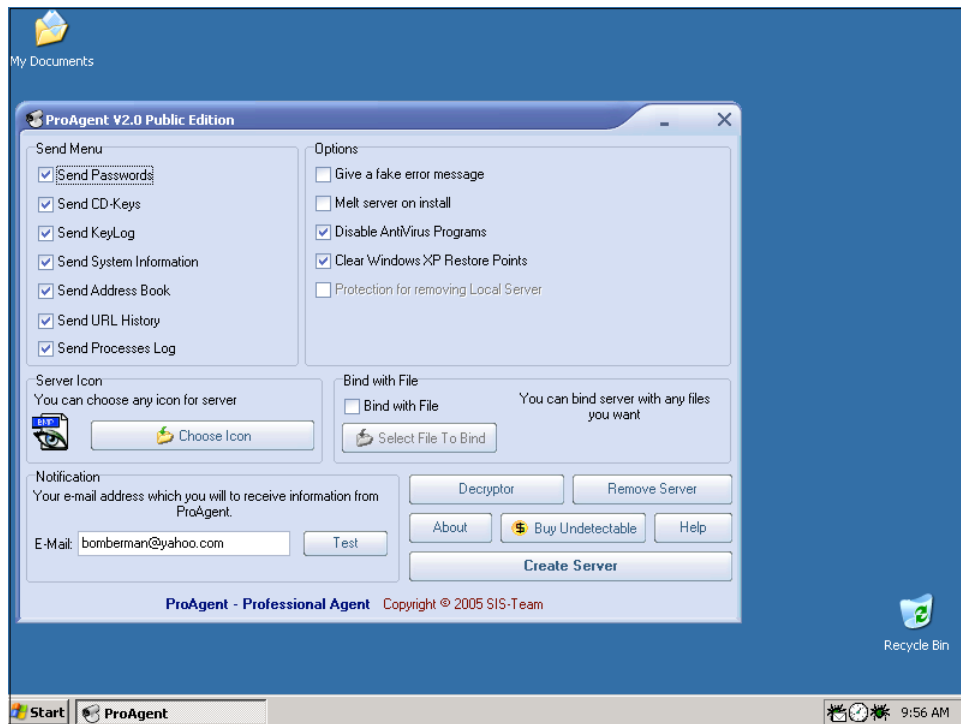 My Documents
ProAgent V2.0 Public Edition
Send Menu
Send Passwords
Send CD-Keys
Send KeyLog
Send System Information
Send Address Book
Send URL History
Send Processes Log
Options
Give a fake error message
Melt server on install
Disable AntiVirus Programs
Clear Windows XP Restore Points
Protection for removing Local Server
Server Icon
You can choose any icon for server
BMP
Choose Icon
Bind with File
Bind with File
You can bind server with any files
you want
Select File To Bind
Notification
Your e-mail address which you will to receive information from
ProAgent.
E-Mail: bomberman@yahoo.com
Test
Decryptor
Remove Server
About
$ Buy Undetectable
Help
Create Server
ProAgent - Professional Agent Copyright © 2005 SIS-Team
Recycle Bin
Start
ProAgent
9:56 AM